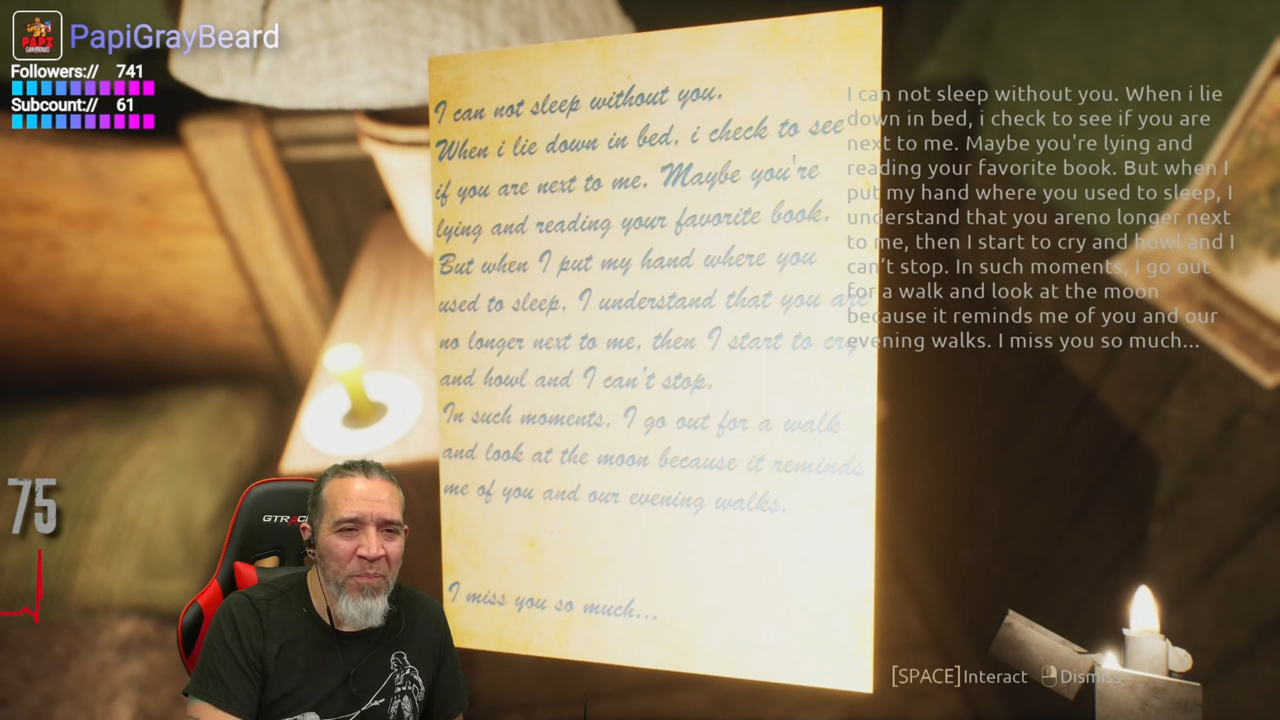 PAPI
GRAYBEARD
PapiGrayBeard
Followers:// 741
Subcount:// 61
I can not sleep without you.
When i lie down in bed, i check to see
if you are next to me. Maybe you're
lying and reading your favorite book.
But when I put my hand where you
used to sleep, I understand that you are
no longer next to me, then I start to cry
and howl and I can't stop.
In such moments, I go out for a walk
and look at the moon because it reminds
me of you and our evening walks.
I miss you so much...
I can not sleep without you. When i lie
down in bed, i check to see if you are
next to me. Maybe you're lying and
reading your favorite book. But when I
put my hand where you used to sleep, I
understand that you areno longer next
to me, then I start to cry and howl and I
can't stop. In such moments, I go out
for a walk and look at the moon
because it reminds me of you and our
evening walks. I miss you so much...
75
[SPACE]Interact Dismiss